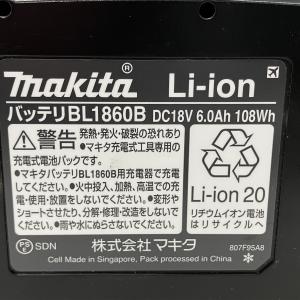 makita® Li-ion
バッテリBL1860B DC18V 6.0Ah 108Wh
警告 発熱・発火・破裂の恐れあり
・マキタ充電式工具専用の
充電式電池パックです。
・マキタバッテリBL1860B用充電器で充電
してください。・火中投入、加熱、高温での充
電・使用・放置をしないでください。・変形や
ショートさせたり、分解・修理・改造をしないで
ください。・雨や水にぬらさないでください。
Li-ion 20
リチウムイオン電池
はリサイクルへ
PS E SDN 株式会社マキタ 807F95A8
Cell Made in Singapore, Pack processed in China